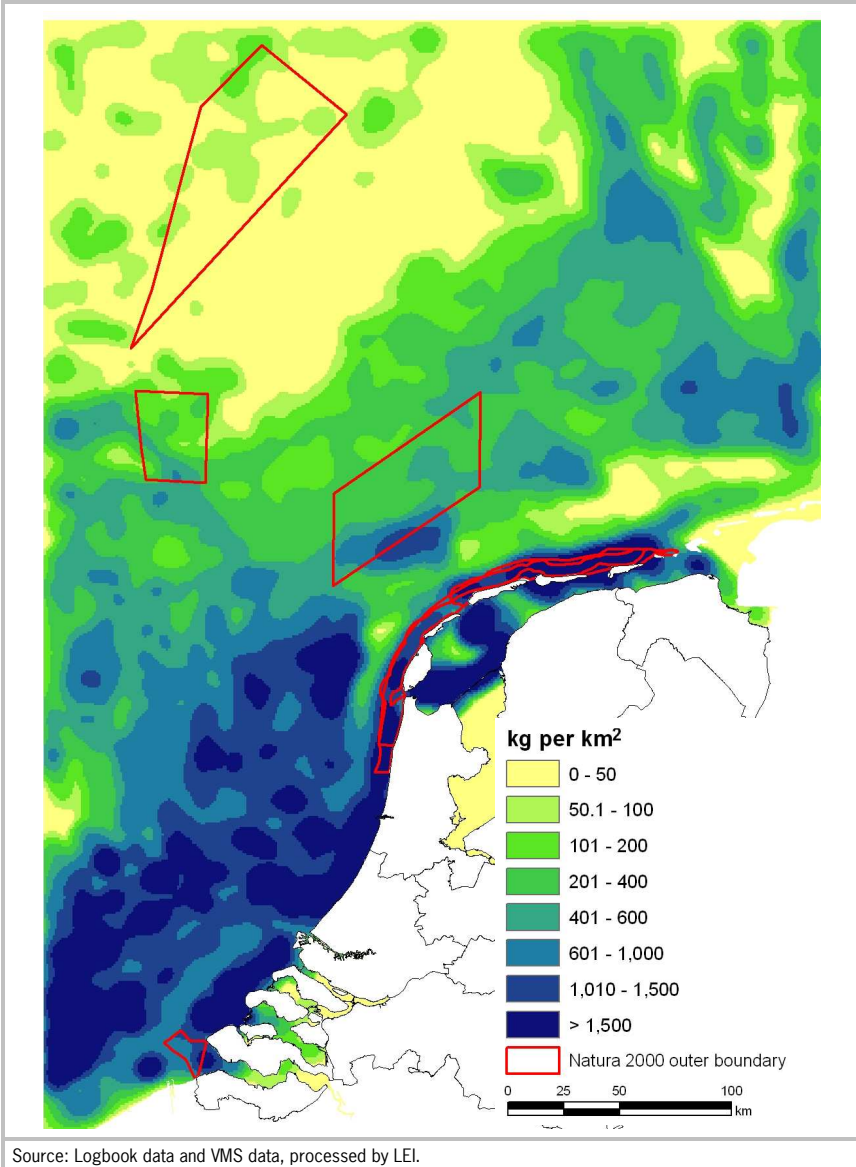 kg per km²
0 - 50
50.1 - 100
101 - 200
201 - 400
401 - 600
601 - 1,000
1,010 - 1,500
> 1,500
Natura 2000 outer boundary
0 25 50 100
km
Source: Logbook data and VMS data, processed by LEI.